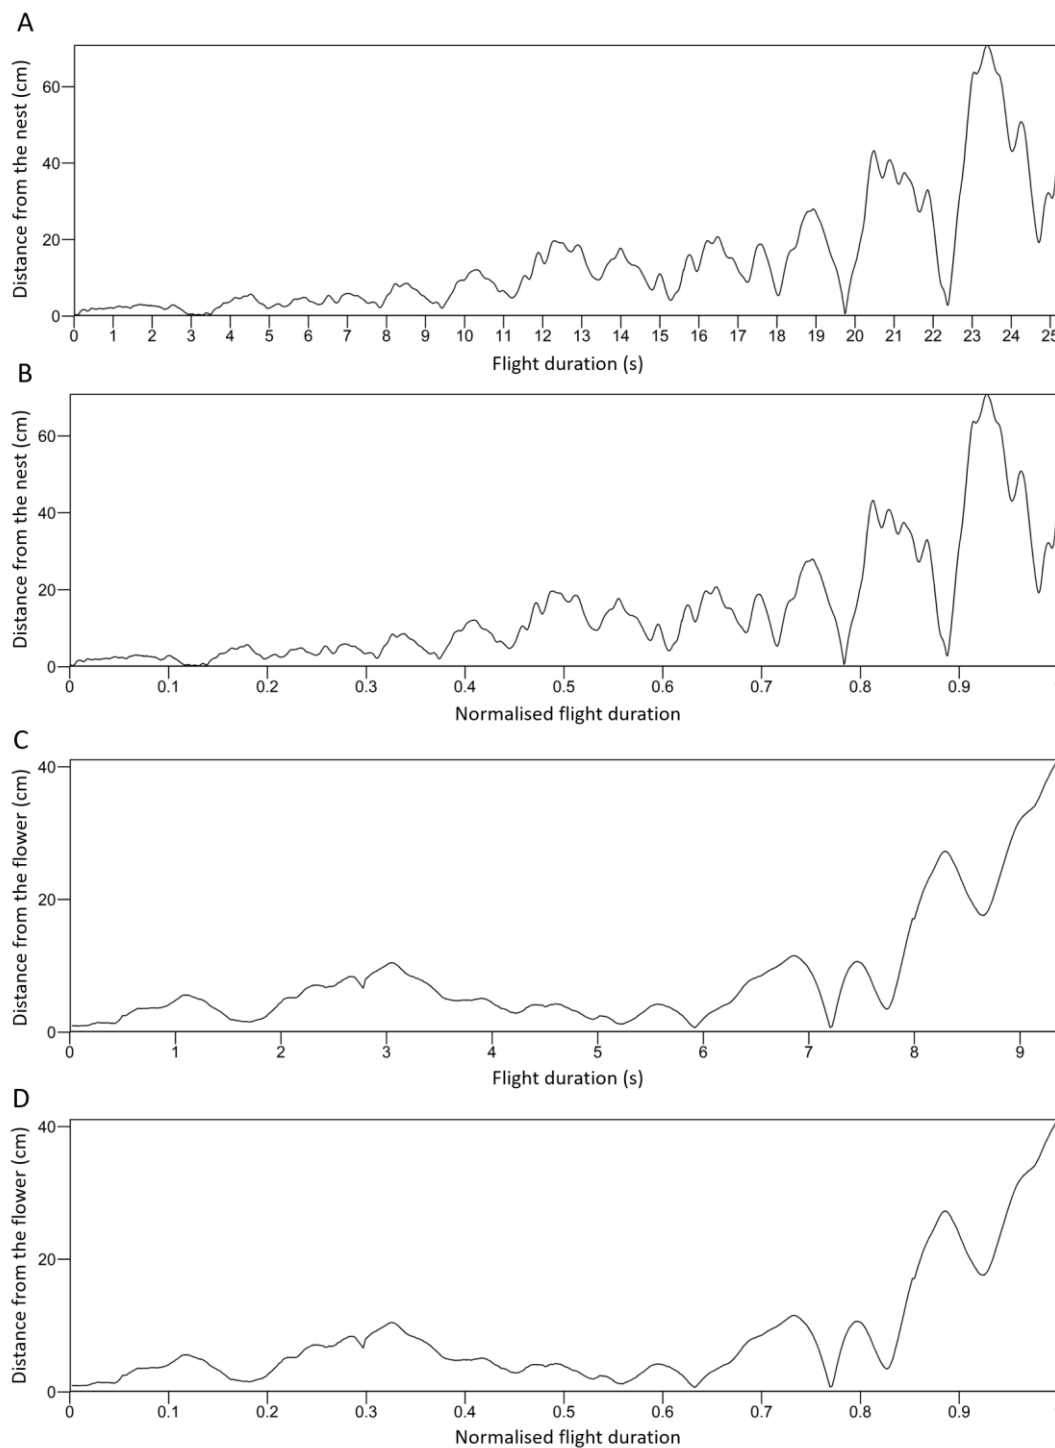 A
Distance from the nest (cm)
60
40
20
0
0 1 2 3 4 5 6 7 8 9 10 11 12 13 14 15 16 17 18 19 20 21 22 23 24 25
Flight duration (s)
B
Distance from the nest (cm)
60
40
20
0
0 0.1 0.2 0.3 0.4 0.5 0.6 0.7 0.8 0.9
Normalised flight duration
C
Distance from the flower (cm)
40
20
0
0 1 2 3 4 5 6 7 8 9
Flight duration (s)
D
Distance from the flower (cm)
40
20
0
0 0.1 0.2 0.3 0.4 0.5 0.6 0.7 0.8 0.9
Normalised flight duration